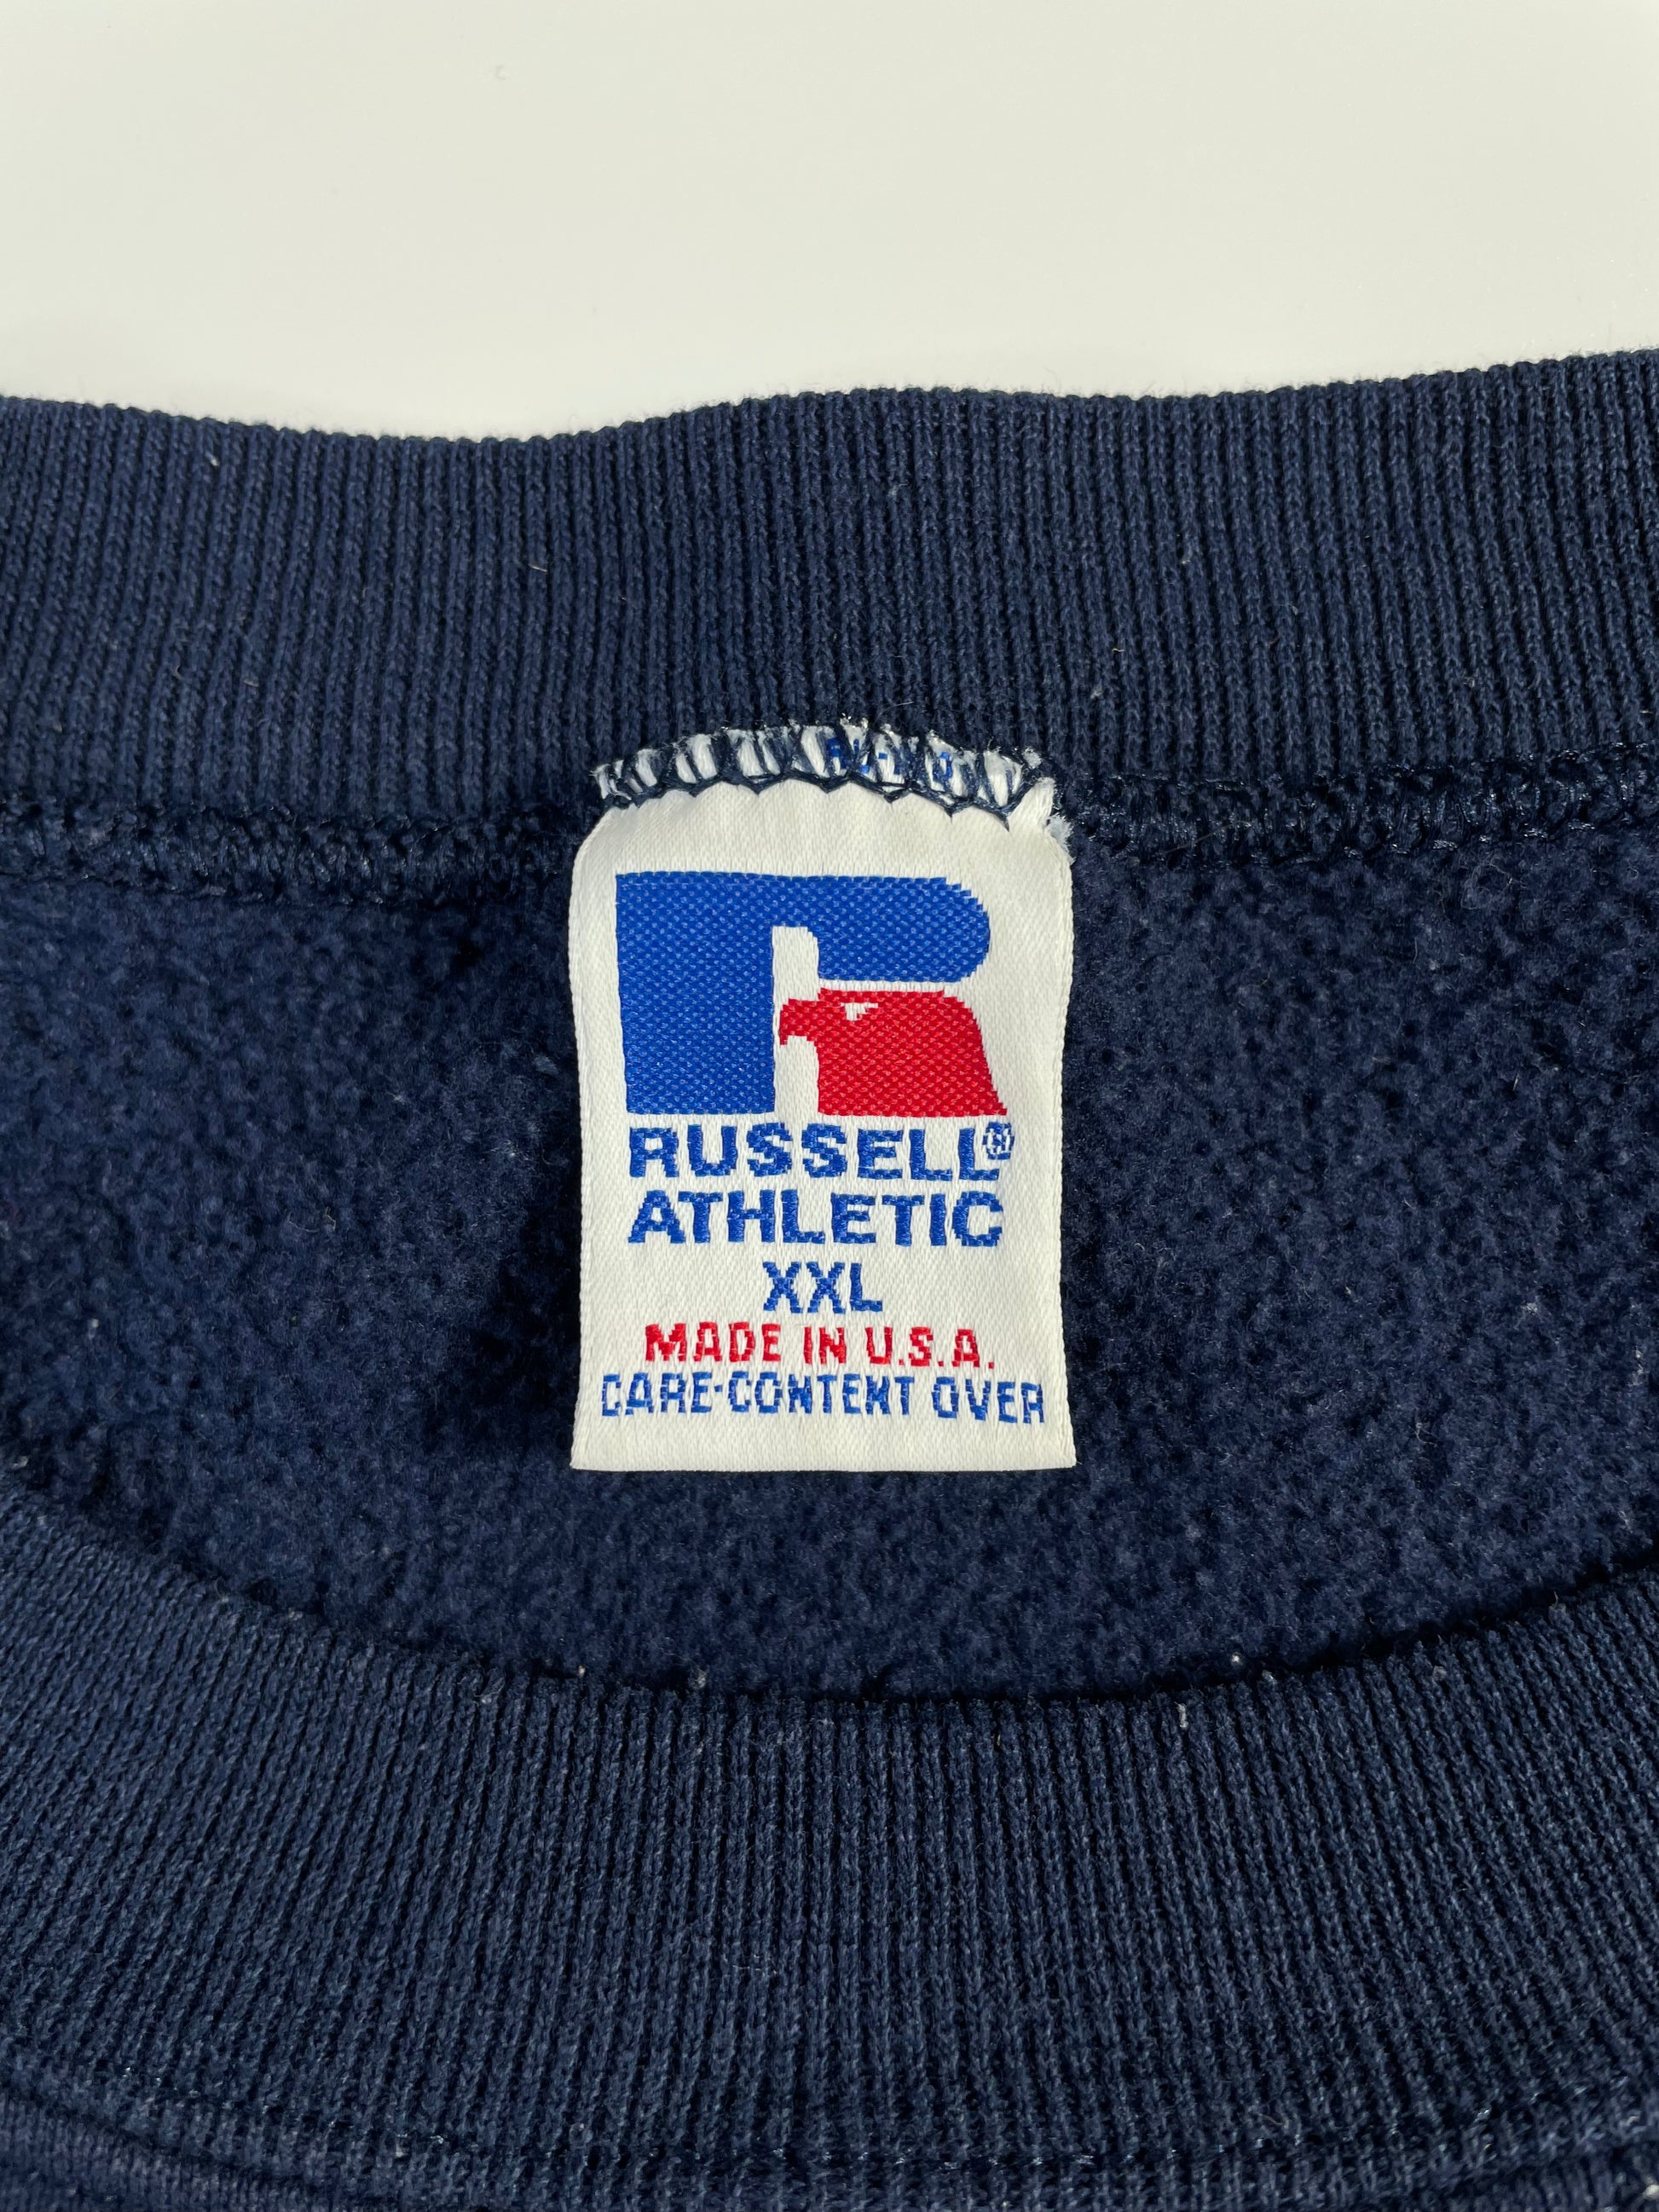 RUSSELL®
ATHLETIC
XXL
MADE IN U.S.A.
CARE-CONTENT OVER